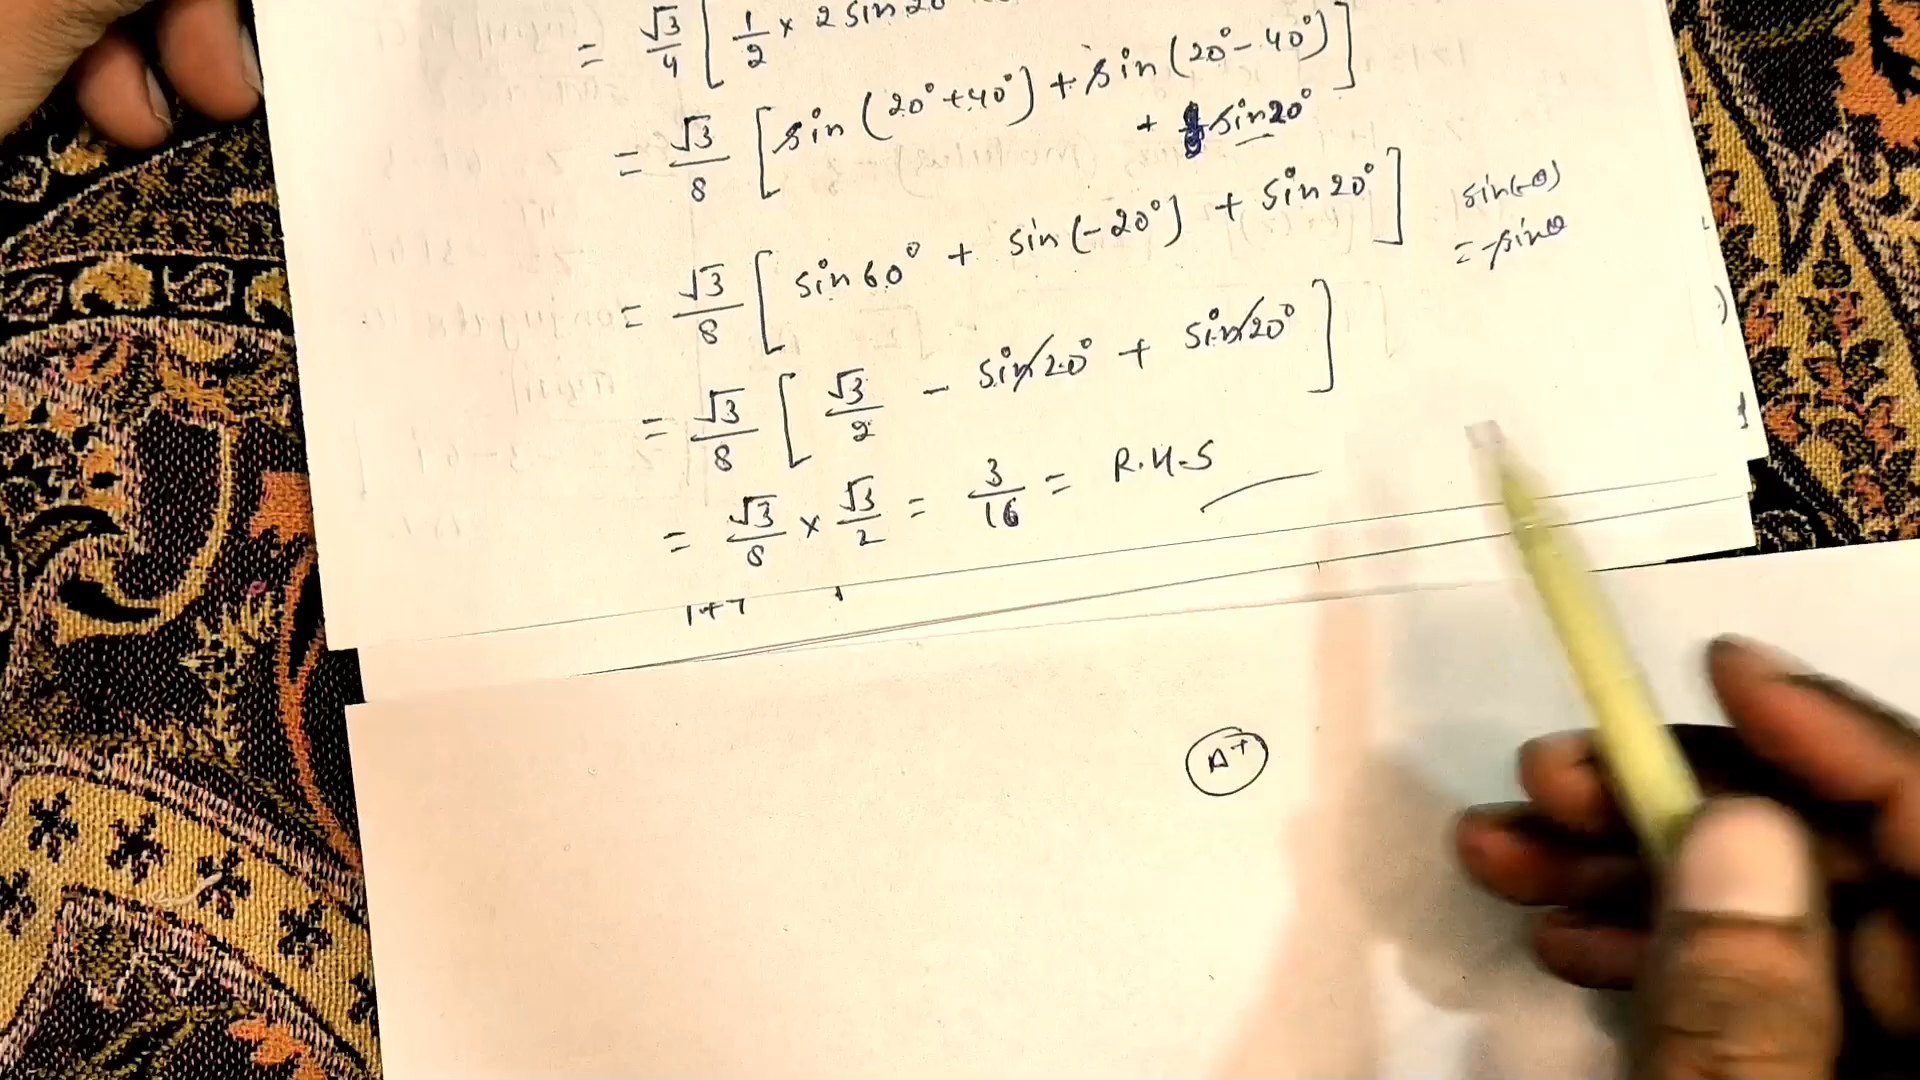 = √3/4 [ 1/2 × 2 sin 20
= √3/8 [ sin (20° + 40°) + sin (20° - 40°) ]
+ sin 20°
= √3/8 [ sin 60° + sin (-20°) + sin 20° ]
sin(-θ)
= -sinθ
= √3/8 [ √3/2 - sin 20° + sin 20° ]
= √3/8 × √3/2 = 3/16 = R.H.S
A+